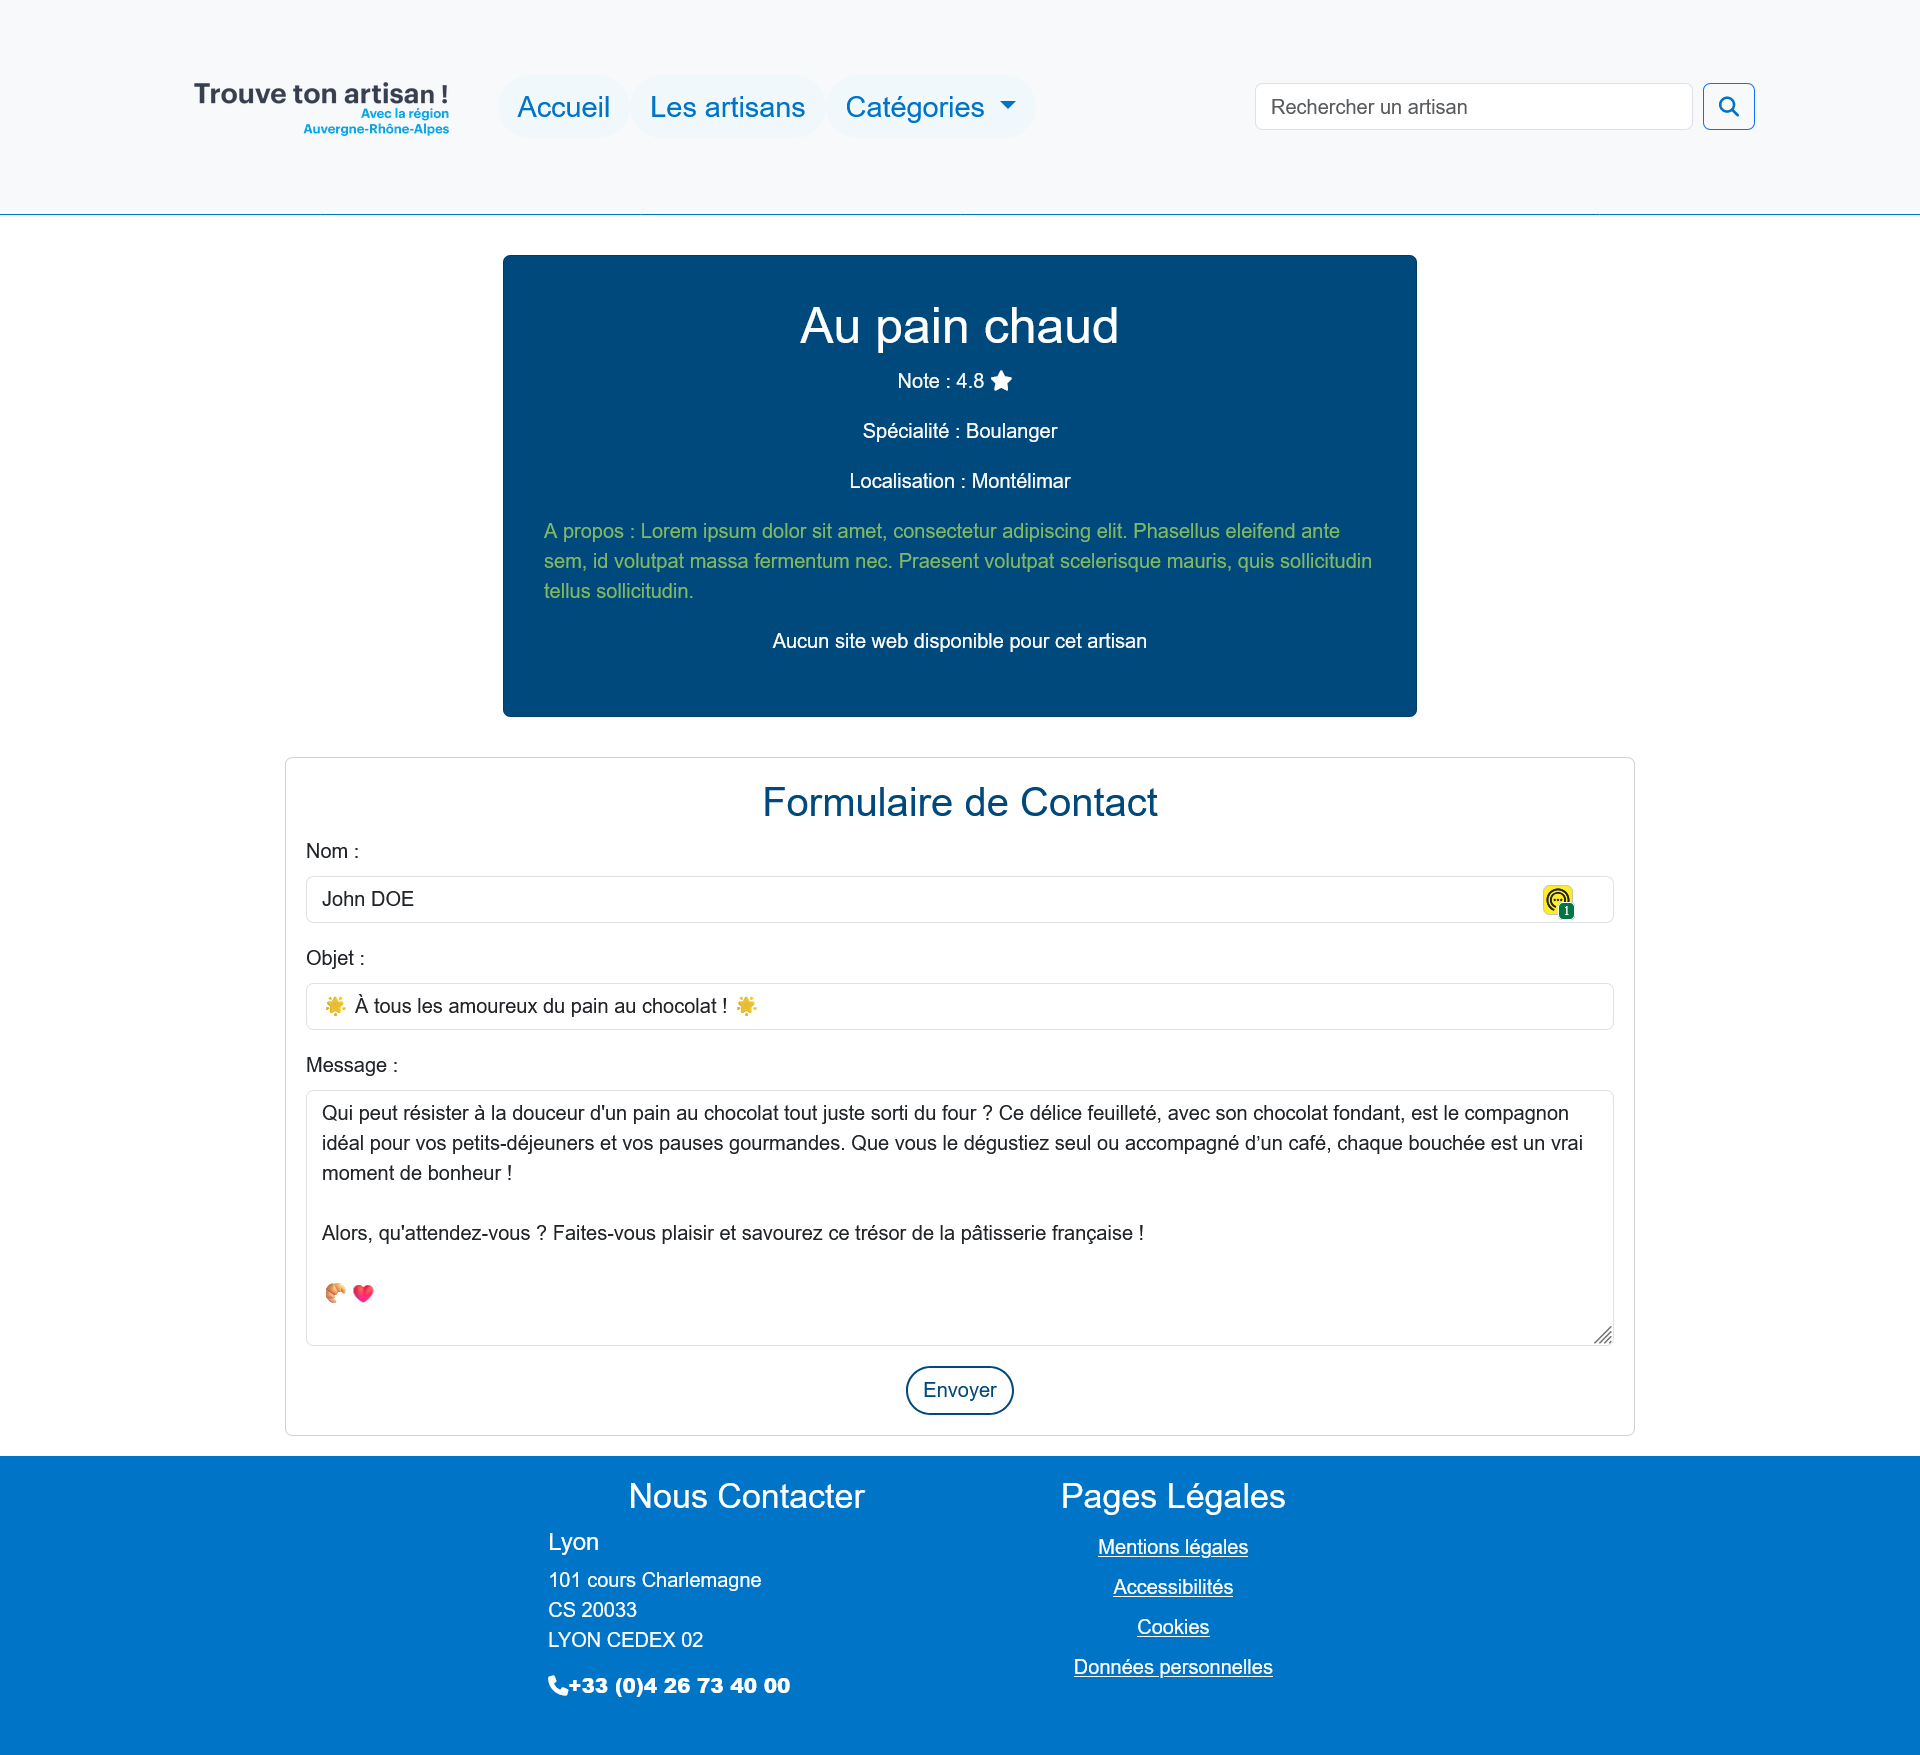 Trouve ton artisan !
Avec la région
Auvergne-Rhône-Alpes
Accueil
Les artisans
Catégories
Rechercher un artisan
Au pain chaud
Note : 4.8
Spécialité : Boulanger
Localisation : Montélimar
A propos : Lorem ipsum dolor sit amet, consectetur adipiscing elit. Phasellus eleifend ante
sem, id volutpat massa fermentum nec. Praesent volutpat scelerisque mauris, quis sollicitudin
tellus sollicitudin.
Aucun site web disponible pour cet artisan
Formulaire de Contact
Nom :
John DOE
1
Objet :
🌟 À tous les amoureux du pain au chocolat ! 🌟
Message :
Qui peut résister à la douceur d'un pain au chocolat tout juste sorti du four ? Ce délice feuilleté, avec son chocolat fondant, est le compagnon
idéal pour vos petits-déjeuners et vos pauses gourmandes. Que vous le dégustiez seul ou accompagné d’un café, chaque bouchée est un vrai
moment de bonheur !
Alors, qu'attendez-vous ? Faites-vous plaisir et savourez ce trésor de la pâtisserie française !
🥐❤️
Envoyer
Nous Contacter
Lyon
101 cours Charlemagne
CS 20033
LYON CEDEX 02
+33 (0)4 26 73 40 00
Pages Légales
Mentions légales
Accessibilités
Cookies
Données personnelles